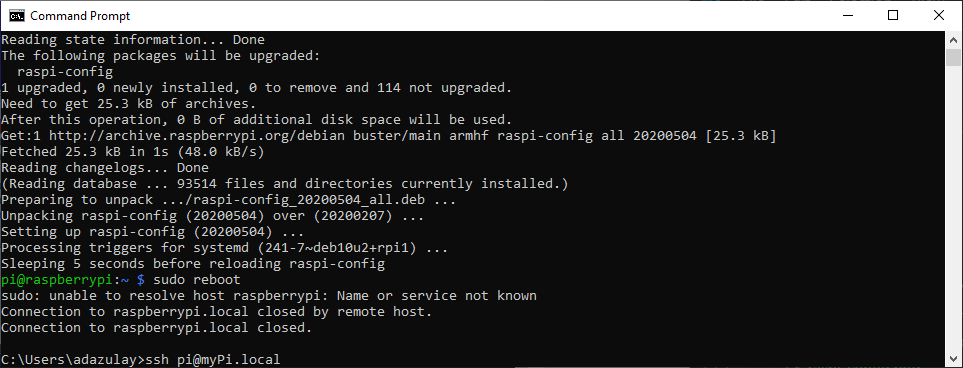 Command Prompt
Reading state information... Done
The following packages will be upgraded:
  raspi-config
1 upgraded, 0 newly installed, 0 to remove and 114 not upgraded.
Need to get 25.3 kB of archives.
After this operation, 0 B of additional disk space will be used.
Get:1 http://archive.raspberrypi.org/debian buster/main armhf raspi-config all 20200504 [25.3 kB]
Fetched 25.3 kB in 1s (48.0 kB/s)
Reading changelogs... Done
(Reading database ... 93514 files and directories currently installed.)
Preparing to unpack .../raspi-config_20200504_all.deb ...
Unpacking raspi-config (20200504) over (20200207) ...
Setting up raspi-config (20200504) ...
Processing triggers for systemd (241-7~deb10u2+rpi1) ...
Sleeping 5 seconds before reloading raspi-config
pi@raspberrypi:~ $ sudo reboot
sudo: unable to resolve host raspberrypi: Name or service not known
Connection to raspberrypi.local closed by remote host.
Connection to raspberrypi.local closed.
C:\Users\adazulay>ssh pi@myPi.local